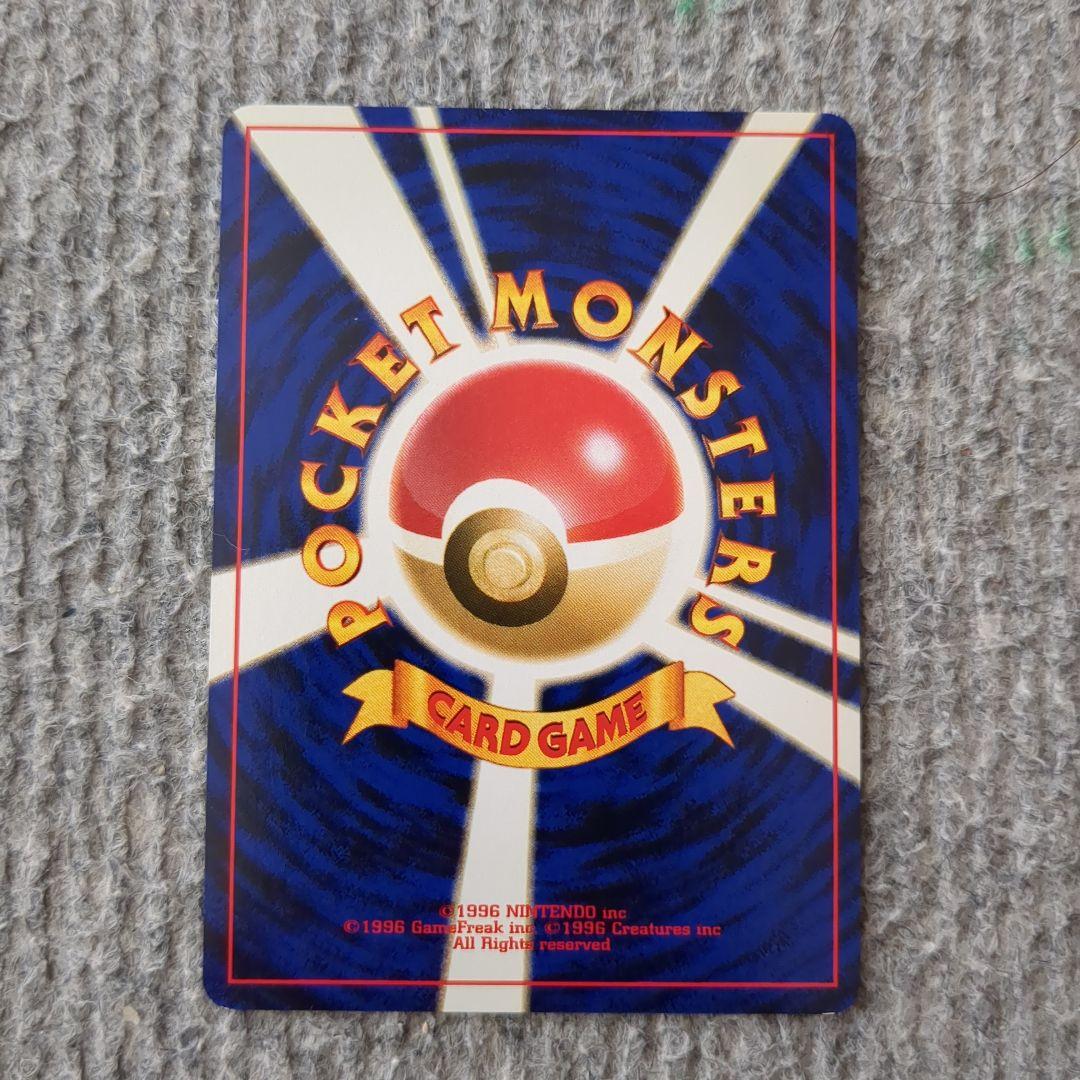 POCKET MONSTERS
CARD GAME
©1996 NINTENDO inc
©1996 GameFreak inc. ©1996 Creatures inc
All Rights reserved